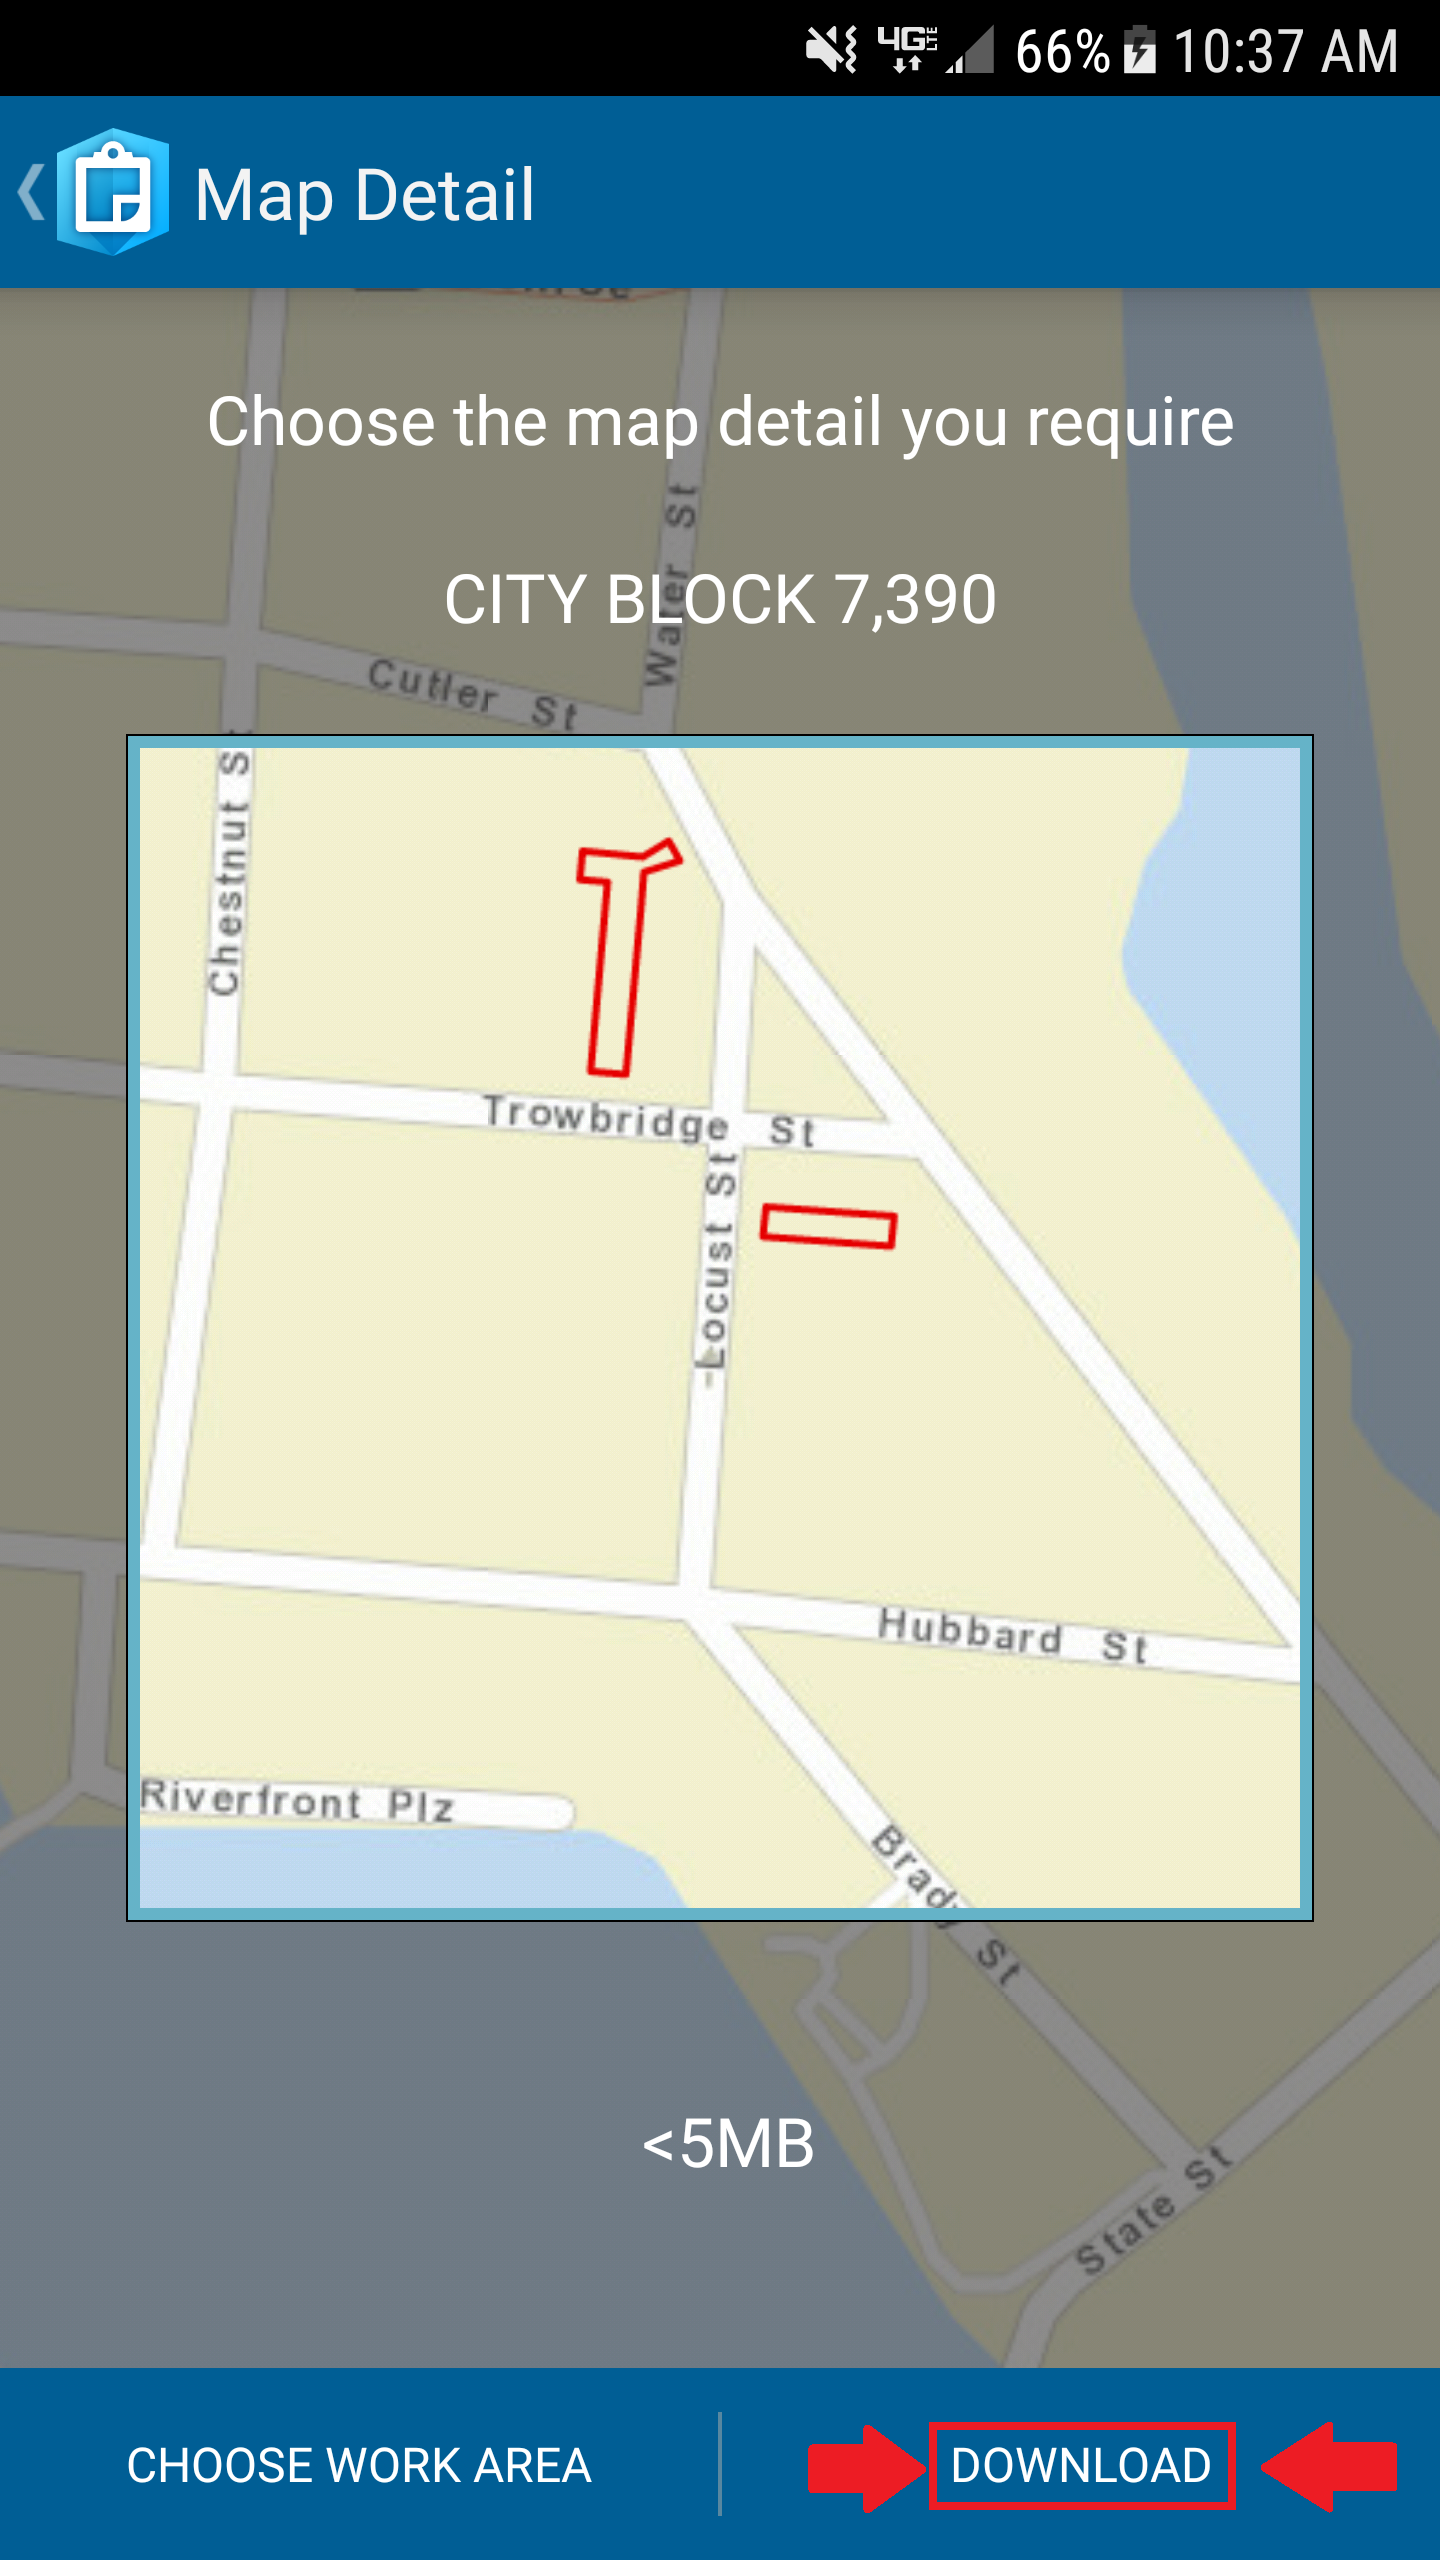 4G LTE 66% 10:37 AM
Map Detail
Choose the map detail you require
CITY BLOCK 7,390
Water St
Cutler St
Chestnut St
Trowbridge St
Locust St
Hubbard St
Riverfront Plz
Brady St
<5MB
State St
CHOOSE WORK AREA
DOWNLOAD